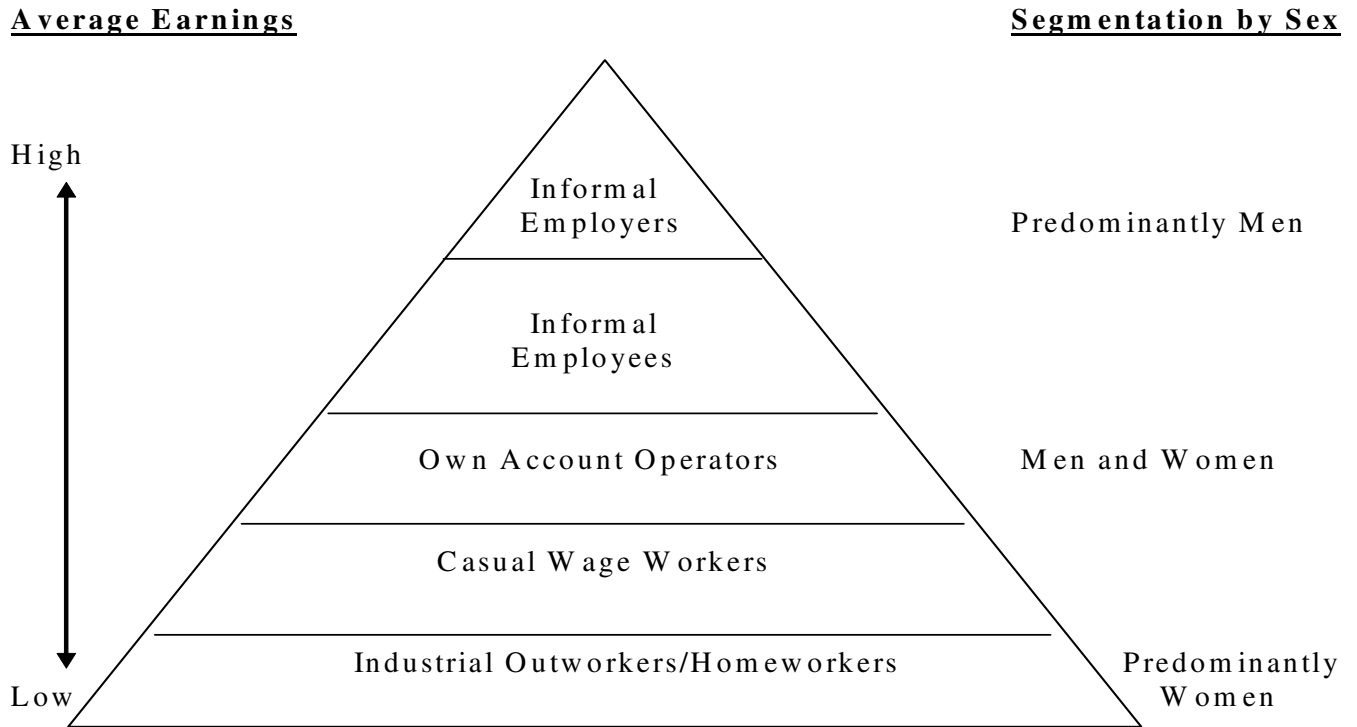 Average Earnings
Segmentation by Sex
High
Informal
Employers
Predominantly Men
Informal
Employees
Own Account Operators
Men and Women
Casual Wage Workers
Industrial Outworkers/Homeworkers
Predominantly
Women
Low